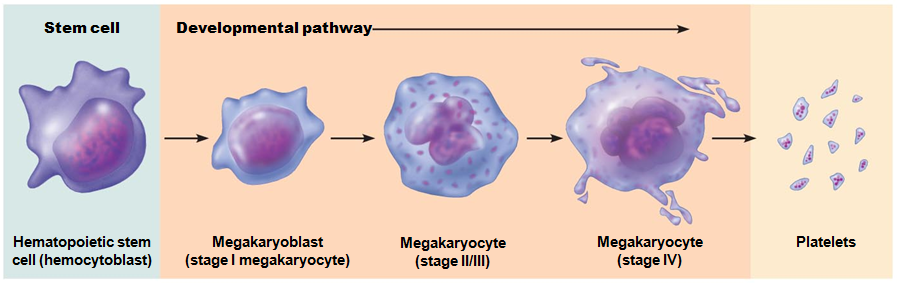 Stem cell
Developmental pathway
Hematopoietic stem
cell (hemocytoblast)
Megakaryoblast
(stage I megakaryocyte)
Megakaryocyte
(stage II/III)
Megakaryocyte
(stage IV)
Platelets